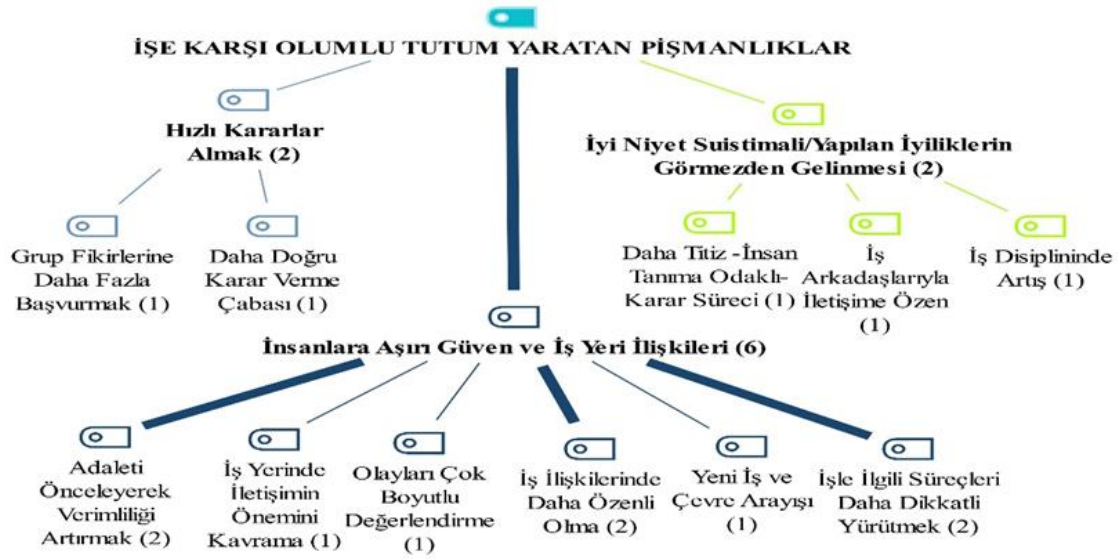 İŞE KARŞI OLUMLU TUTUM YARATAN PİŞMANLIKLAR
Hızlı Kararlar
Almak (2)
İyi Niyet Suistimali/Yapılan İyiliklerin
Görmezden Gelinmesi (2)
Grup Fikirlerine
Daha Fazla
Başvurmak (1)
Daha Doğru
Karar Verme
Çabası (1)
Daha Titiz -İnsan
Tanıma Odaklı-
Karar Süreci (1)
İş
Arkadaşlarıyla
İletişime Özen
(1)
İş Disiplininde
Artış (1)
İnsanlara Aşırı Güven ve İş Yeri İlişkileri (6)
Adaleti
Önceleyerek
Verimliliği
Artırmak (2)
İş Yerinde
İletişimin
Önemini
Kavrama (1)
Olayları Çok
Boyutlu
Değerlendirme
(1)
İş İlişkilerinde
Daha Özenli
Olma (2)
Yeni İş ve
Çevre Arayışı
(1)
İşle İlgili Süreçleri
Daha Dikkatli
Yürütmek (2)